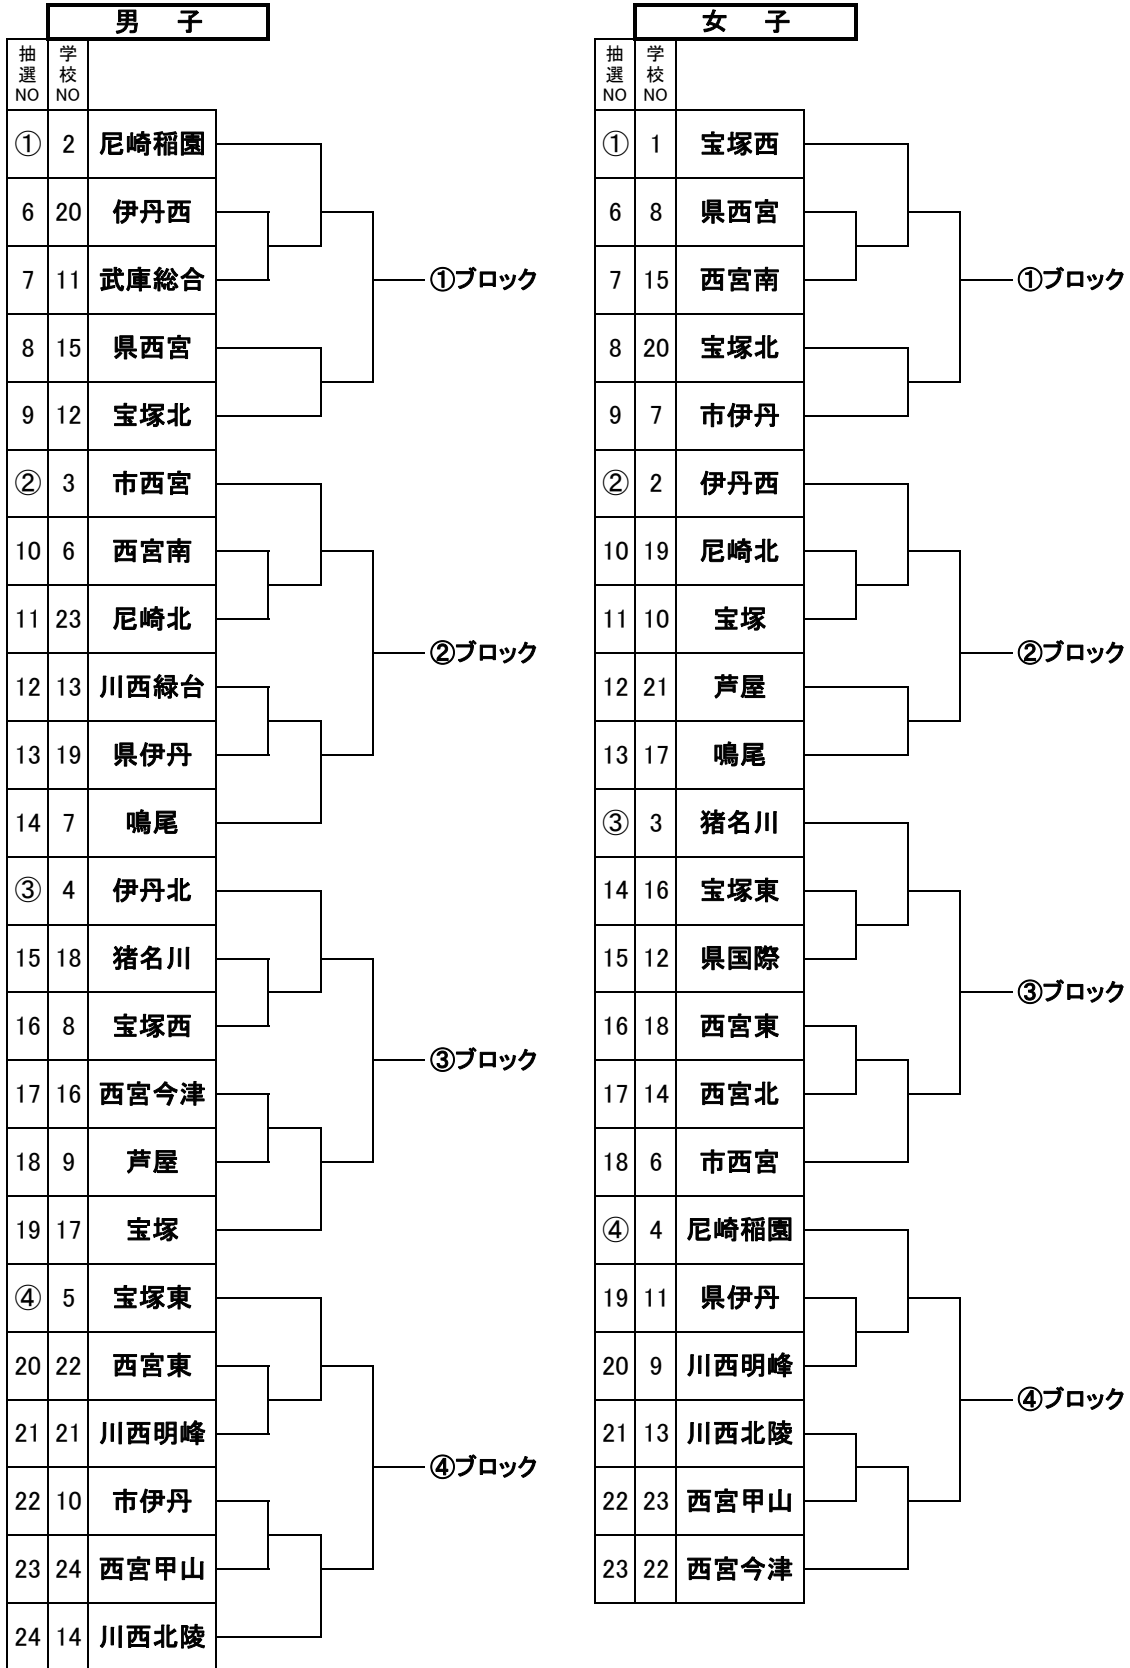 男 子
抽選NO 学校NO
① 2 尼崎稲園
6 20 伊丹西
7 11 武庫総合
①ブロック
8 15 県西宮
9 12 宝塚北
② 3 市西宮
10 6 西宮南
11 23 尼崎北
②ブロック
12 13 川西緑台
13 19 県伊丹
14 7 鳴尾
③ 4 伊丹北
15 18 猪名川
16 8 宝塚西
③ブロック
17 16 西宮今津
18 9 芦屋
19 17 宝塚
④ 5 宝塚東
20 22 西宮東
21 21 川西明峰
④ブロック
22 10 市伊丹
23 24 西宮甲山
24 14 川西北陵
女 子
抽選NO 学校NO
① 1 宝塚西
6 8 県西宮
7 15 西宮南
①ブロック
8 20 宝塚北
9 7 市伊丹
② 2 伊丹西
10 19 尼崎北
11 10 宝塚
②ブロック
12 21 芦屋
13 17 鳴尾
③ 3 猪名川
14 16 宝塚東
15 12 県国際
③ブロック
16 18 西宮東
17 14 西宮北
18 6 市西宮
④ 4 尼崎稲園
19 11 県伊丹
20 9 川西明峰
④ブロック
21 13 川西北陵
22 23 西宮甲山
23 22 西宮今津